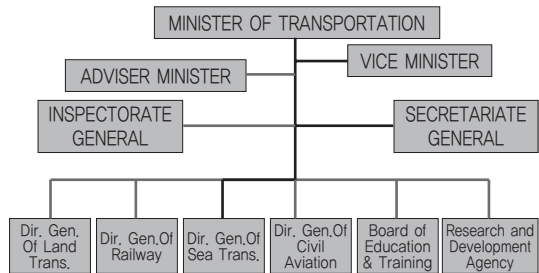 MINISTER OF TRANSPORTATION
VICE MINISTER
ADVISER MINISTER
INSPECTORATE
GENERAL
SECRETARIATE
GENERAL
Dir. Gen.
Of Land
Trans.
Dir. Gen.Of
Railway
Dir. Gen.Of
Sea Trans.
Dir. Gen.Of
Civil
Aviation
Board of
Education
& Training
Research and
Development
Agency